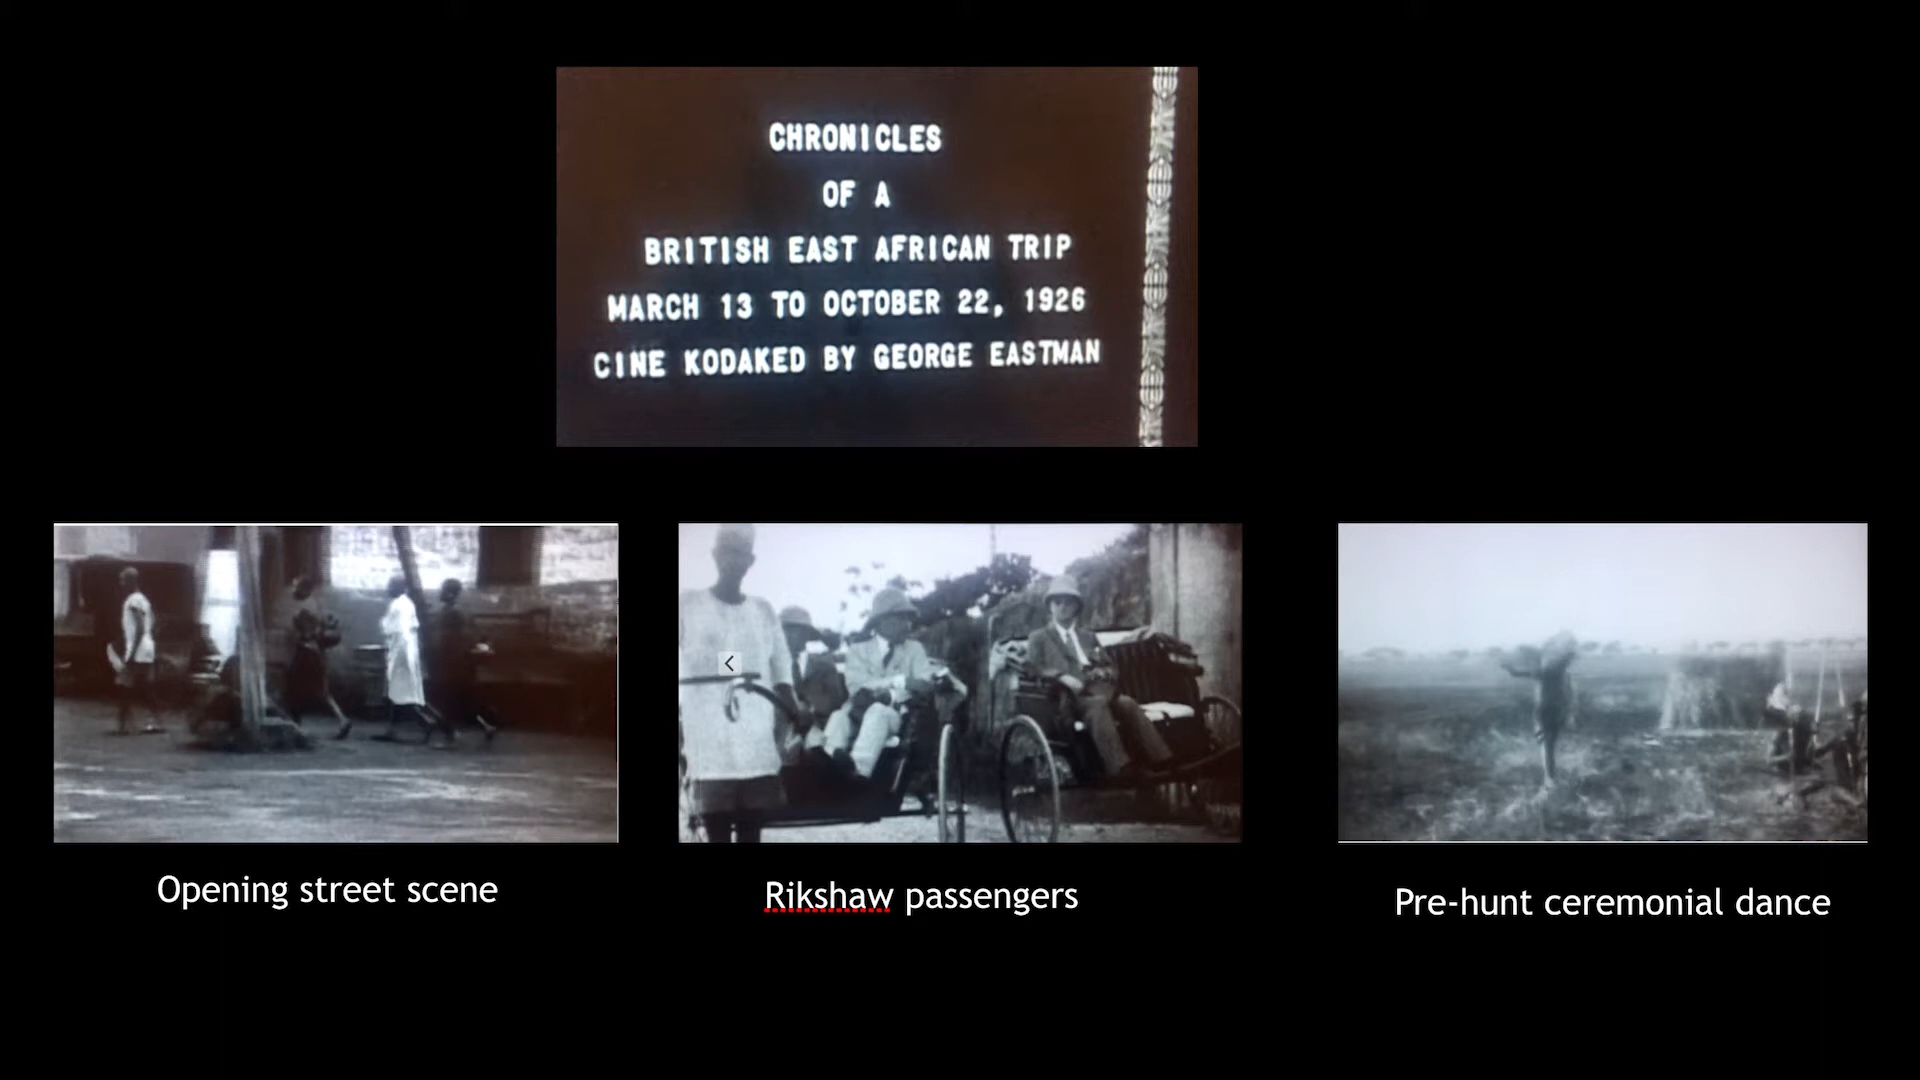 CHRONICLES
OF A
BRITISH EAST AFRICAN TRIP
MARCH 13 TO OCTOBER 22, 1926
CINE KODAKED BY GEORGE EASTMAN
Opening street scene
Rikshaw passengers
Pre-hunt ceremonial dance